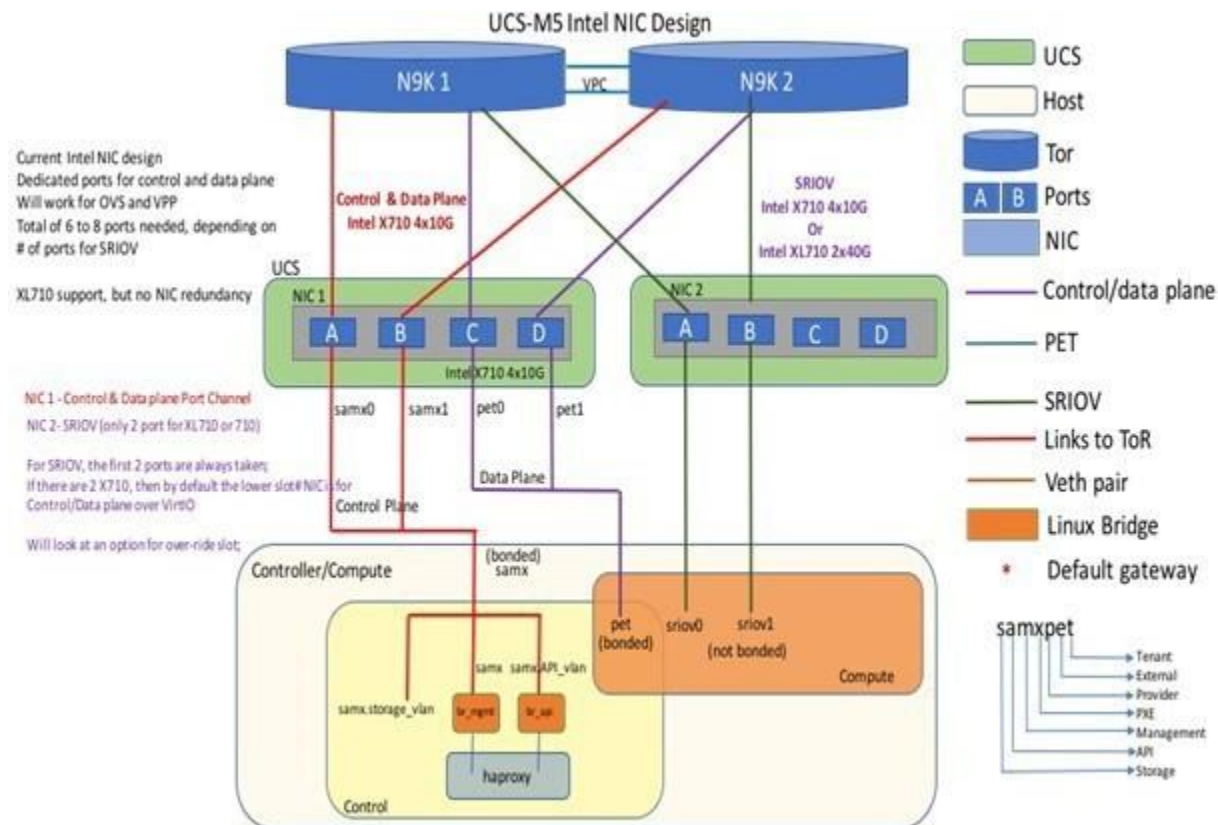 UCS-M5 Intel NIC Design
N9K 1
VPC
N9K 2
Current Intel NIC design
Dedicated ports for control and data plane
Will work for OVS and VPP
Total of 6 to 8 ports needed, depending on
# of ports for SRIOV
XL710 support, but no NIC redundancy
Control & Data Plane
Intel X710 4x10G
SRIOV
Intel X710 4x10G
Or
Intel XL710 2x40G
UCS
NIC 1
A
B
C
D
Intel X710 4x10G
NIC 2
A
B
C
D
NIC 1 - Control & Data plane Port Channel
NIC 2- SRIOV (only 2 port for XL710 or 710)
For SRIOV, the first 2 ports are always taken;
If there are 2 X710, then by default the lower slot# NIC is for
Control/Data plane over VirtIO
Will look at an option for over-ride slot;
samx0
samx1
pet0
pet1
Data Plane
Control Plane
(bonded)
samx
Controller/Compute
pet
(bonded)
sriov0
sriov1
(not bonded)
Compute
samx
samx.API_vlan
samx.storage_vlan
br_mgmt
br_api
haproxy
Control
UCS
Host
Tor
A
B
Ports
NIC
Control/data plane
PET
SRIOV
Links to ToR
Veth pair
Linux Bridge
* Default gateway
samxpet
Tenant
External
Provider
PXE
Management
API
Storage